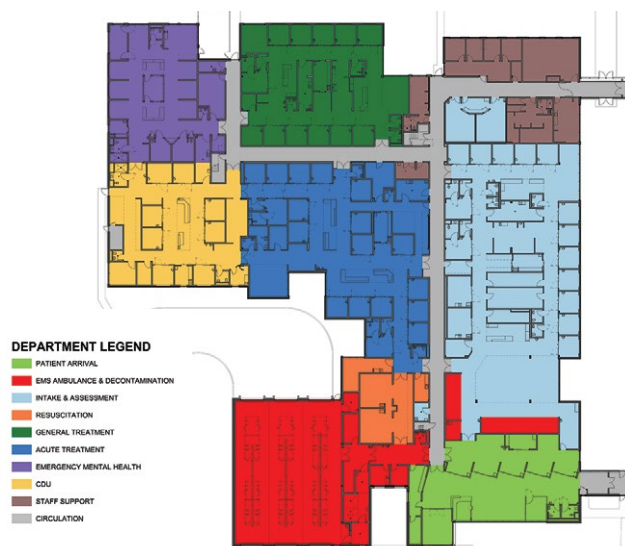 DEPARTMENT LEGEND
PATIENT ARRIVAL
EMS AMBULANCE & DECONTAMINATION
INTAKE & ASSESSMENT
RESUSCITATION
GENERAL TREATMENT
ACUTE TREATMENT
EMERGENCY MENTAL HEALTH
CDU
STAFF SUPPORT
CIRCULATION